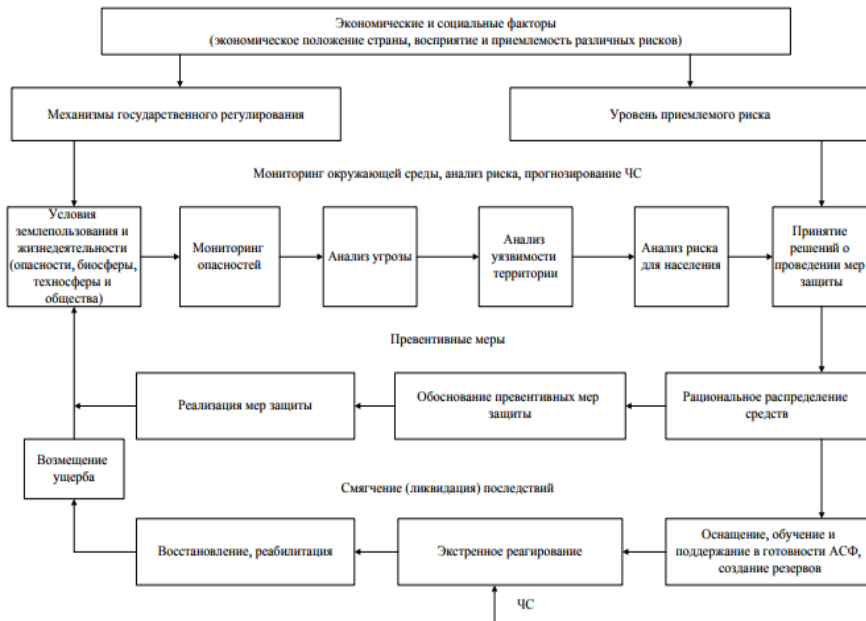 Экономические и социальные факторы
(экономическое положение страны, восприятие и приемлемость различных рисков)
Механизмы государственного регулирования
Уровень приемлемого риска
Мониторинг окружающей среды, анализ риска, прогнозирование ЧС
Условия
землепользования и
жизнедеятельности
(опасности, биосферы,
техносферы и
общества)
Мониторинг
опасностей
Анализ угрозы
Анализ
уязвимости
территории
Анализ риска
для населения
Принятие
решений о
проведении мер
защиты
Превентивные меры
Реализация мер защиты
Обоснование превентивных мер
защиты
Рациональное распределение
средств
Возмещение
ущерба
Смягчение (ликвидация) последствий
Восстановление, реабилитация
Экстренное реагирование
Оснащение, обучение и
поддержание в готовности АСФ,
создание резервов
ЧС